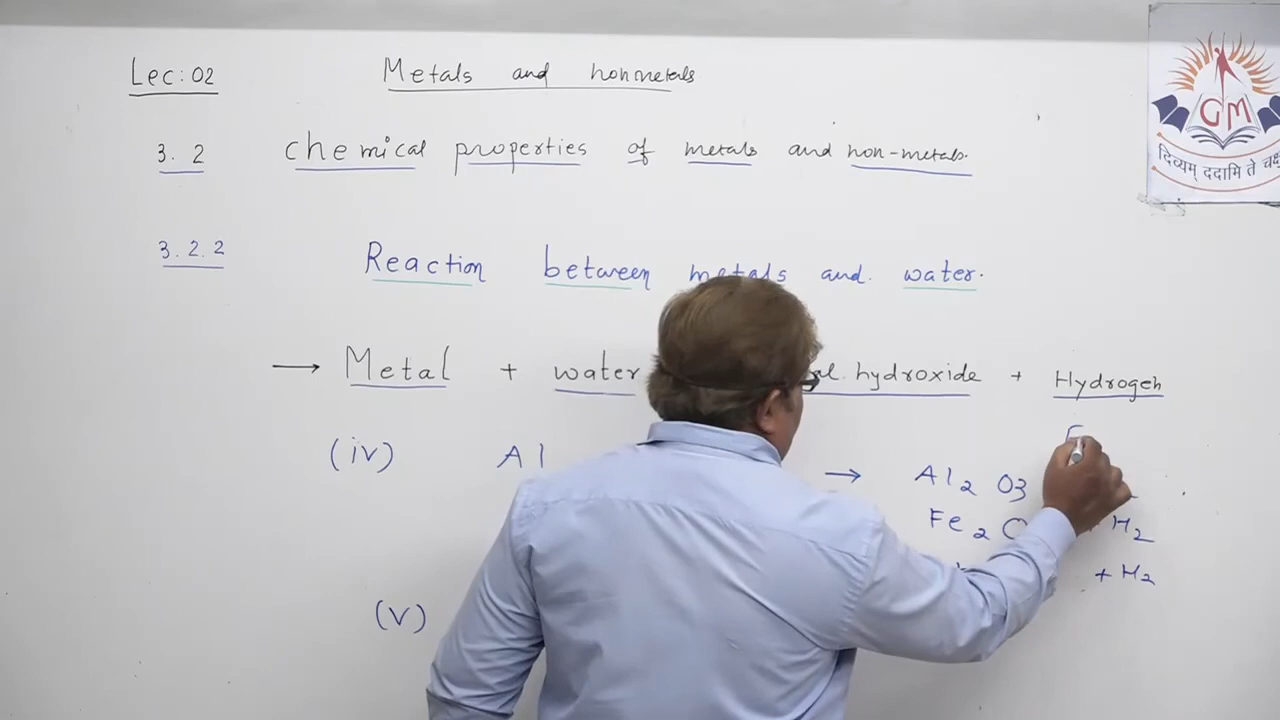 Lec: 02 Metals and nonmetals
3. 2 chemical properties of metals and non-metals.
3. 2. 2 Reaction between metals and water.
→ Metal + water hydroxide + Hydrogen
(iv) Al → Al2 O3
Fe2 + H2
+ H2
(V)
GM
दिव्यम् ददामि ते